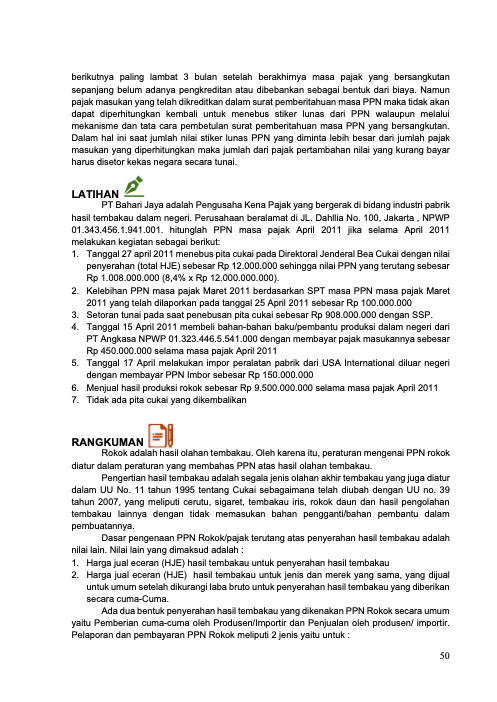 berikutnya paling lambat 3 bulan setelah berakhirnya masa pajak yang bersangkutan
sepanjang belum adanya pengkreditan atau dibebankan sebagai bentuk dari biaya. Namun
pajak masukan yang telah dikreditkan dalam surat pemberitahuan masa PPN maka tidak akan
dapat diperhitungkan kembali untuk menebus stiker lunas dari PPN walaupun melalui
mekanisme dan tata cara pembetulan surat pemberitahuan masa PPN yang bersangkutan.
Dalam hal ini saat jumlah nilai stiker lunas PPN yang diminta lebih besar dari jumlah pajak
masukan yang diperhitungkan maka jumlah dari pajak pertambahan nilai yang kurang bayar
harus disetor kekas negara secara tunai.
LATIHAN
PT Bahari Jaya adalah Pengusaha Kena Pajak yang bergerak di bidang industri pabrik
hasil tembakau dalam negeri. Perusahaan beralamat di JL. Dahllia No. 100, Jakarta , NPWP
01.343.456.1.941.001. hitunglah PPN masa pajak April 2011 jika selama April 2011
melakukan kegiatan sebagai berikut:
1. Tanggal 27 april 2011 menebus pita cukai pada Direktoral Jenderal Bea Cukai dengan nilai
penyerahan (total HJE) sebesar Rp 12.000.000 sehingga nilai PPN yang terutang sebesar
Rp 1.008.000.000 (8,4% x Rp 12.000.000.000).
2. Kelebihan PPN masa pajak Maret 2011 berdasarkan SPT masa PPN masa pajak Maret
2011 yang telah dilaporkan pada tanggal 25 April 2011 sebesar Rp 100.000.000
3. Setoran tunai pada saat penebusan pita cukai sebesar Rp 908.000.000 dengan SSP.
4. Tanggal 15 April 2011 membeli bahan-bahan baku/pembantu produksi dalam negeri dari
PT Angkasa NPWP 01.323.446.5.541.000 dengan membayar pajak masukannya sebesar
Rp 450.000.000 selama masa pajak April 2011
5. Tanggal 17 April melakukan impor peralatan pabrik dari USA International diluar negeri
dengan membayar PPN Imbor sebesar Rp 150.000.000
6. Menjual hasil produksi rokok sebesar Rp 9.500.000.000 selama masa pajak April 2011
7. Tidak ada pita cukai yang dikembalikan
RANGKUMAN
Rokok adalah hasil olahan tembakau. Oleh karena itu, peraturan mengenai PPN rokok
diatur dalam peraturan yang membahas PPN atas hasil olahan tembakau.
Pengertian hasil tembakau adalah segala jenis olahan akhir tembakau yang juga diatur
dalam UU No. 11 tahun 1995 tentang Cukai sebagaimana telah diubah dengan UU no. 39
tahun 2007, yang meliputi cerutu, sigaret, tembakau iris, rokok daun dan hasil pengolahan
tembakau lainnya dengan tidak memasukan bahan pengganti/bahan pembantu dalam
pembuatannya.
Dasar pengenaan PPN Rokok/pajak terutang atas penyerahan hasil tembakau adalah
nilai lain. Nilai lain yang dimaksud adalah :
1. Harga jual eceran (HJE) hasil tembakau untuk penyerahan hasil tembakau
2. Harga jual eceran (HJE) hasil tembakau untuk jenis dan merek yang sama, yang dijual
untuk umum setelah dikurangi laba bruto untuk penyerahan hasil tembakau yang diberikan
secara cuma-Cuma.
Ada dua bentuk penyerahan hasil tembakau yang dikenakan PPN Rokok secara umum
yaitu Pemberian cuma-cuma oleh Produsen/Importir dan Penjualan oleh produsen/ importir.
Pelaporan dan pembayaran PPN Rokok meliputi 2 jenis yaitu untuk :
50